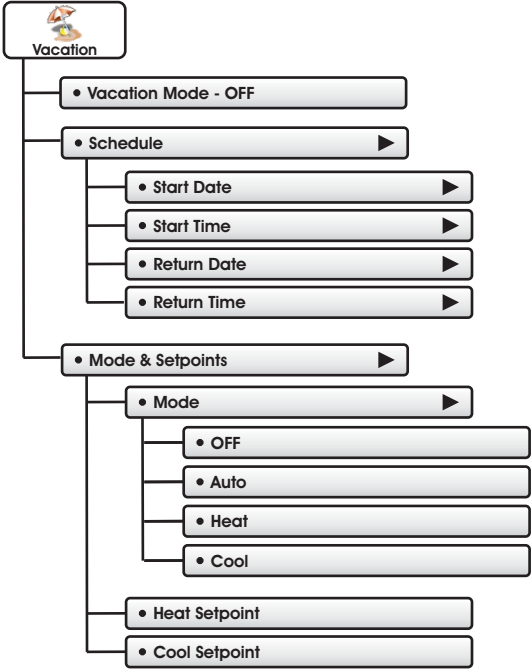 Vacation
• Vacation Mode - OFF
• Schedule
• Start Date
• Start Time
• Return Date
• Return Time
• Mode & Setpoints
• Mode
• OFF
• Auto
• Heat
• Cool
• Heat Setpoint
• Cool Setpoint